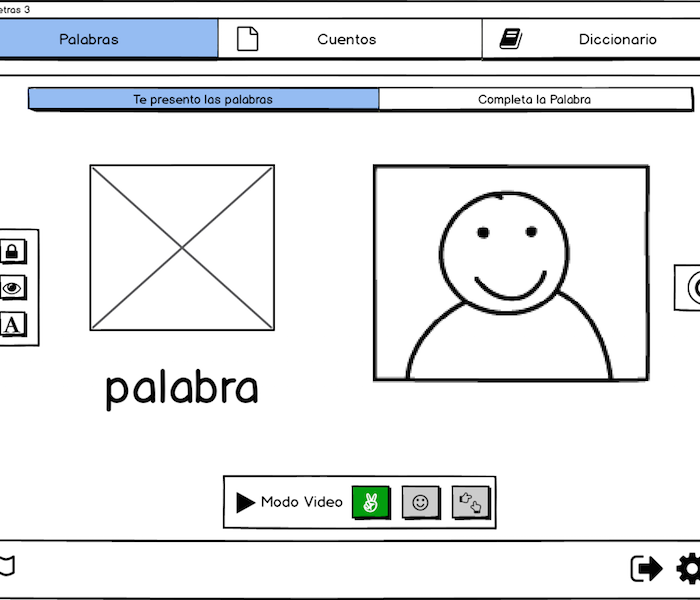 etras 3
Palabras Cuentos Diccionario
Te presento las palabras Completa la Palabra
A
palabra
Modo Video